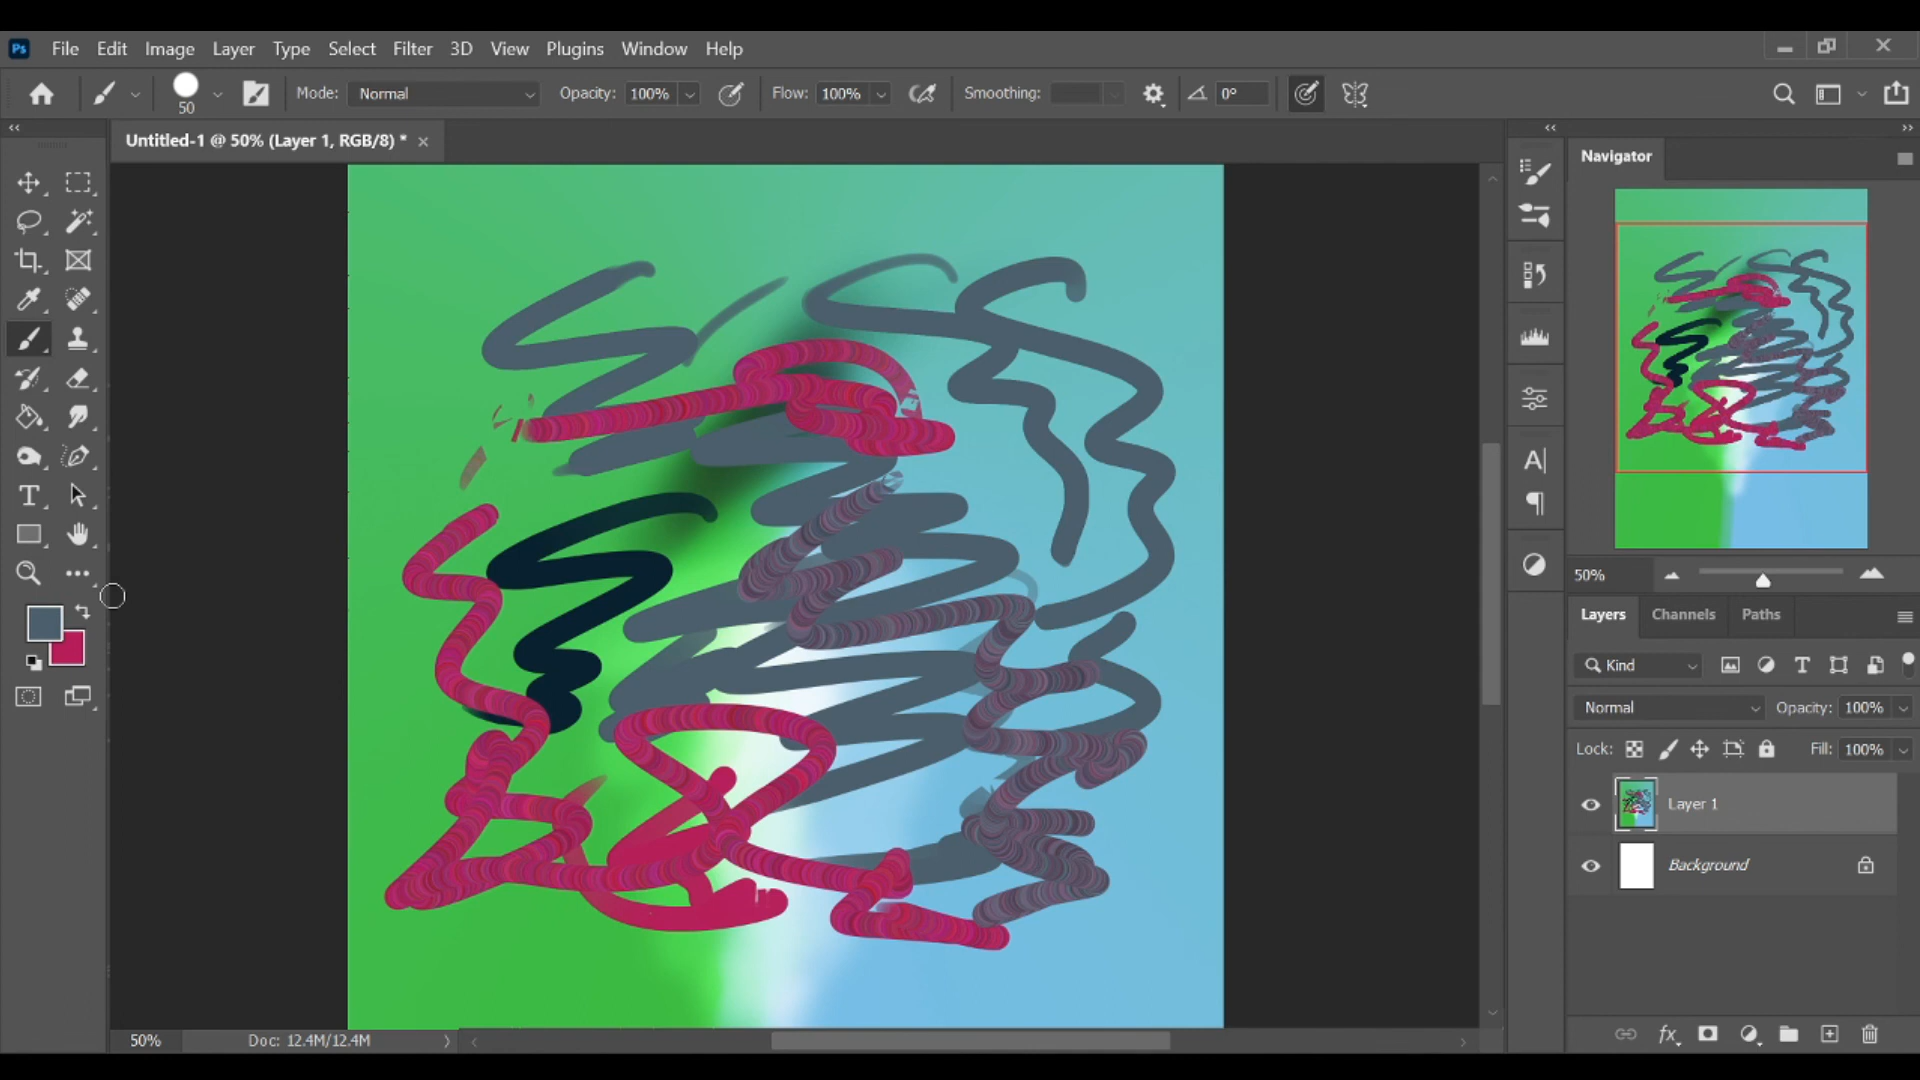 Ps File Edit Image Layer Type Select Filter 3D View Plugins Window Help
50 Mode: Normal Opacity: 100% Flow: 100% Smoothing: 0°
Untitled-1 @ 50% (Layer 1, RGB/8) *
Navigator
50%
Layers Channels Paths
Kind
Normal Opacity: 100%
Lock: Fill: 100%
Layer 1
Background
50% Doc: 12.4M/12.4M
fx